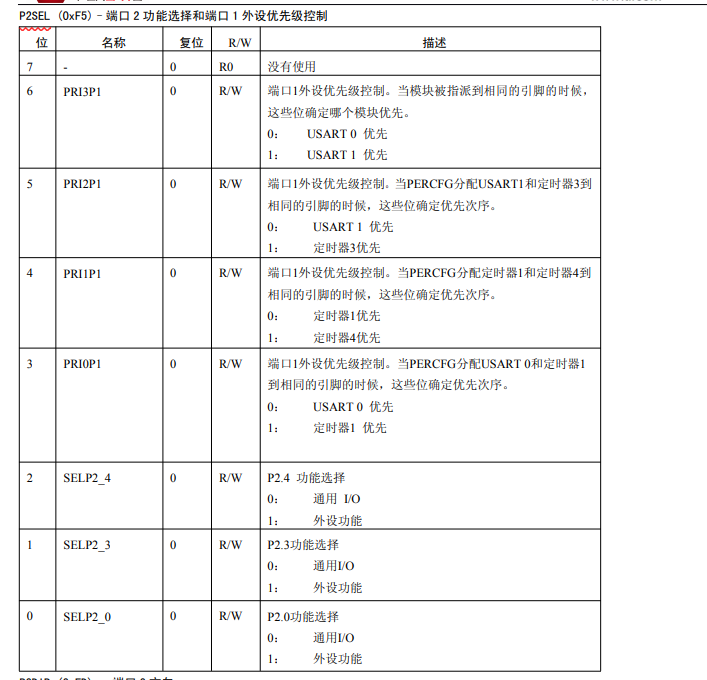 P2SEL (0xF5) - 端口 2 功能选择和端口 1 外设优先级控制
位 名称 复位 R/W 描述
7 - 0 R0 没有使用
6 PRI3P1 0 R/W 端口1外设优先级控制。当模块被指派到相同的引脚的时候，
这些位确定哪个模块优先。
0： USART 0 优先
1： USART 1 优先
5 PRI2P1 0 R/W 端口1外设优先级控制。当PERCFG分配USART1和定时器3到
相同的引脚的时候，这些位确定优先次序。
0： USART 1 优先
1： 定时器3优先
4 PRI1P1 0 R/W 端口1外设优先级控制。当PERCFG分配定时器1和定时器4到
相同的引脚的时候，这些位确定优先次序。
0： 定时器1优先
1： 定时器4优先
3 PRI0P1 0 R/W 端口1外设优先级控制。当PERCFG分配USART 0和定时器1
到相同的引脚的时候，这些位确定优先次序。
0： USART 0 优先
1： 定时器1 优先
2 SELP2_4 0 R/W P2.4 功能选择
0： 通用 I/O
1： 外设功能
1 SELP2_3 0 R/W P2.3功能选择
0： 通用I/O
1： 外设功能
0 SELP2_0 0 R/W P2.0功能选择
0： 通用I/O
1： 外设功能